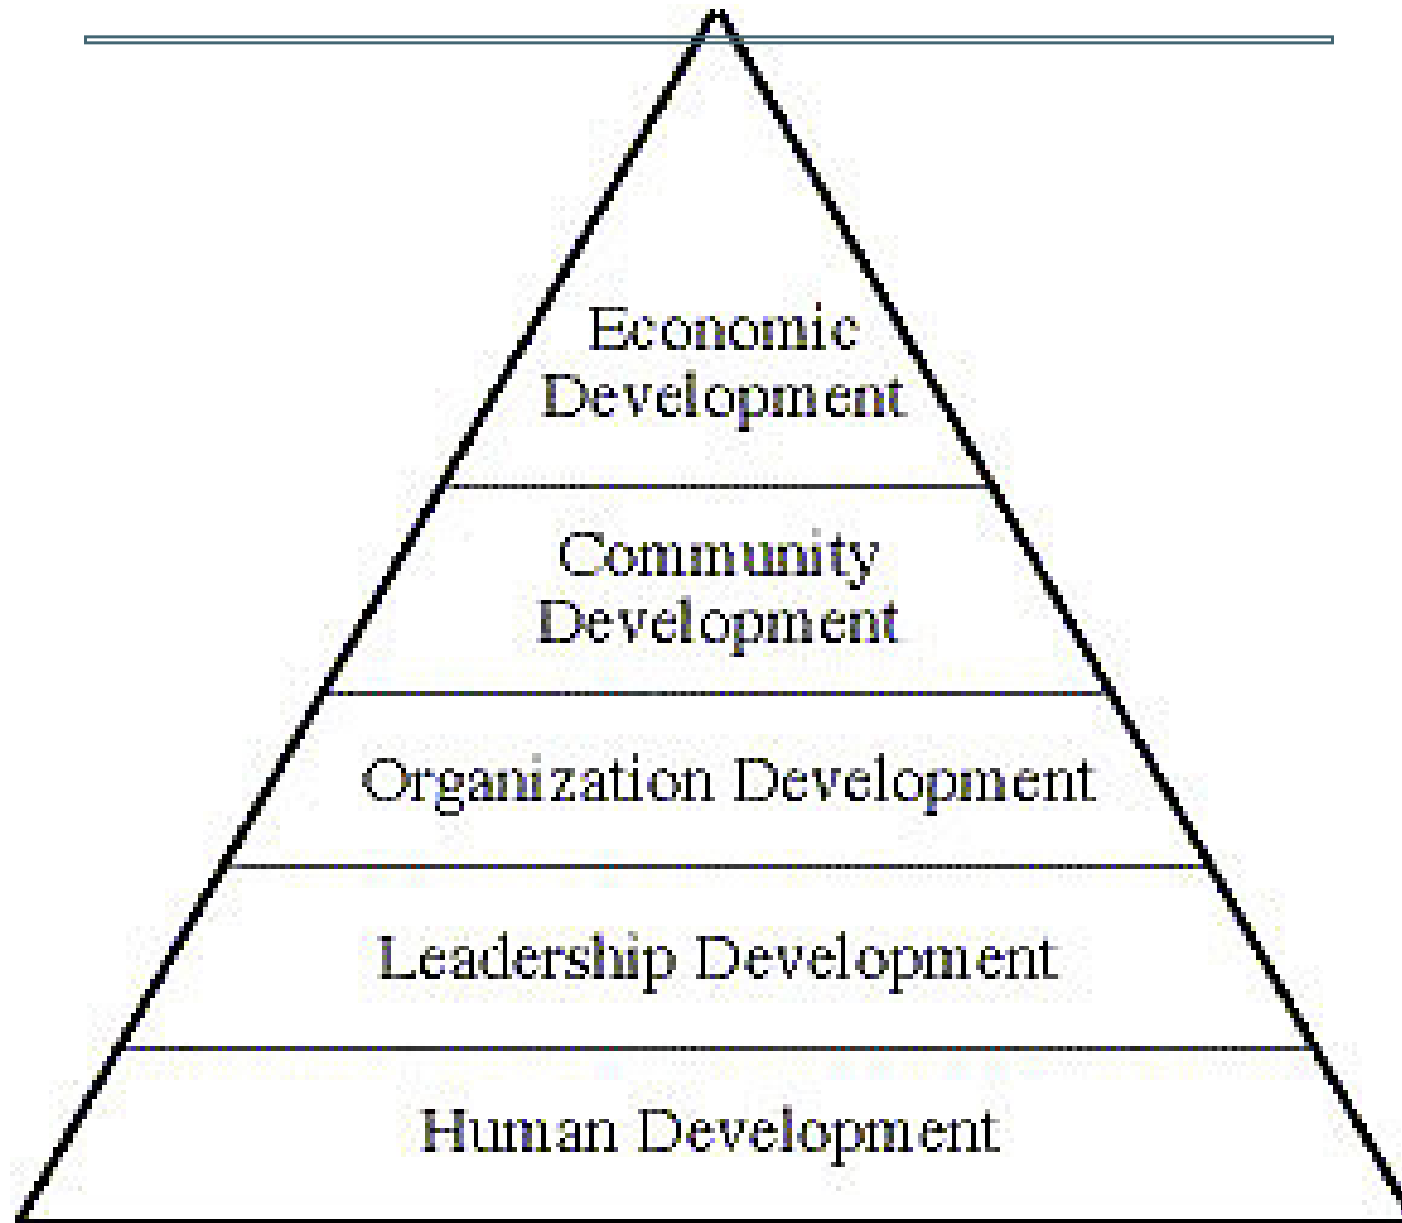 Economic
Development
Community
Development
Organization Development
Leadership Development
Human Development